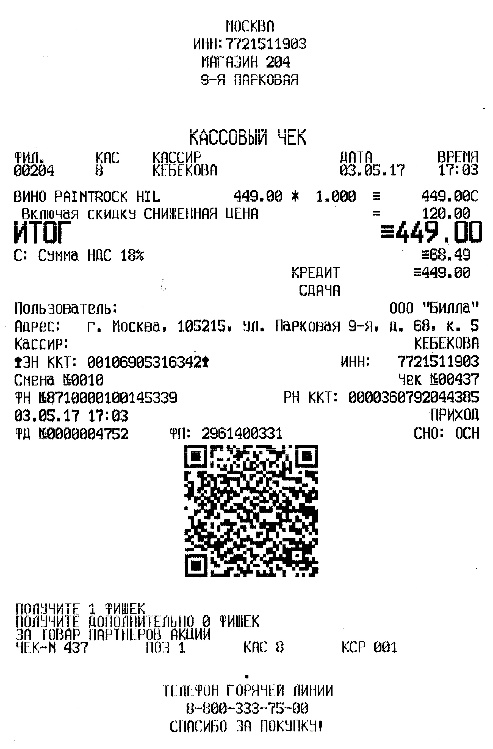 МОСКВА
ИНН:7721511903
МАГАЗИН 204
9-Я ПАРКОВАЯ
КАССОВЫЙ ЧЕК
ФИЛ. КАС КАССИР ДАТА ВРЕМЯ
00204 8 КЕБЕКОВА 03.05.17 17:03
ВИНО PAINTROCK HIL 449.00 * 1.000 ≡ 449.00С
Включая СКИДКУ СНИЖЕННАЯ ЦЕНА = 120.00
ИТОГ ≡449.00
С: Сумма НДС 18% ≡68.49
КРЕДИТ ≡449.00
СДАЧА
Пользователь: ООО "Билла"
Адрес: г. Москва, 105215, ул. Парковая 9-я, д. 68, к. 5
Кассир: КЕБЕКОВА
ЗН ККТ: 00106905316342 ИНН: 7721511903
Смена №0010 Чек №00437
ФН №8710000100145339 РН ККТ: 0000360792044385
03.05.17 17:03 ПРИХОД
ФД №0000004752 ФП: 2961400331 СНО: ОСН
ПОЛУЧИТЕ 1 ФИШЕК
ПОЛУЧИТЕ ДОПОЛНИТЕЛЬНО 0 ФИШЕК
ЗА ТОВАР ПАРТНЕРОВ АКЦИИ
ЧЕК-N 437 ПОЗ 1 КАС 8 КСР 001
ТЕЛЕФОН ГОРЯЧЕЙ ЛИНИИ
8-800-333-75-00
СПАСИБО ЗА ПОКУПКУ!